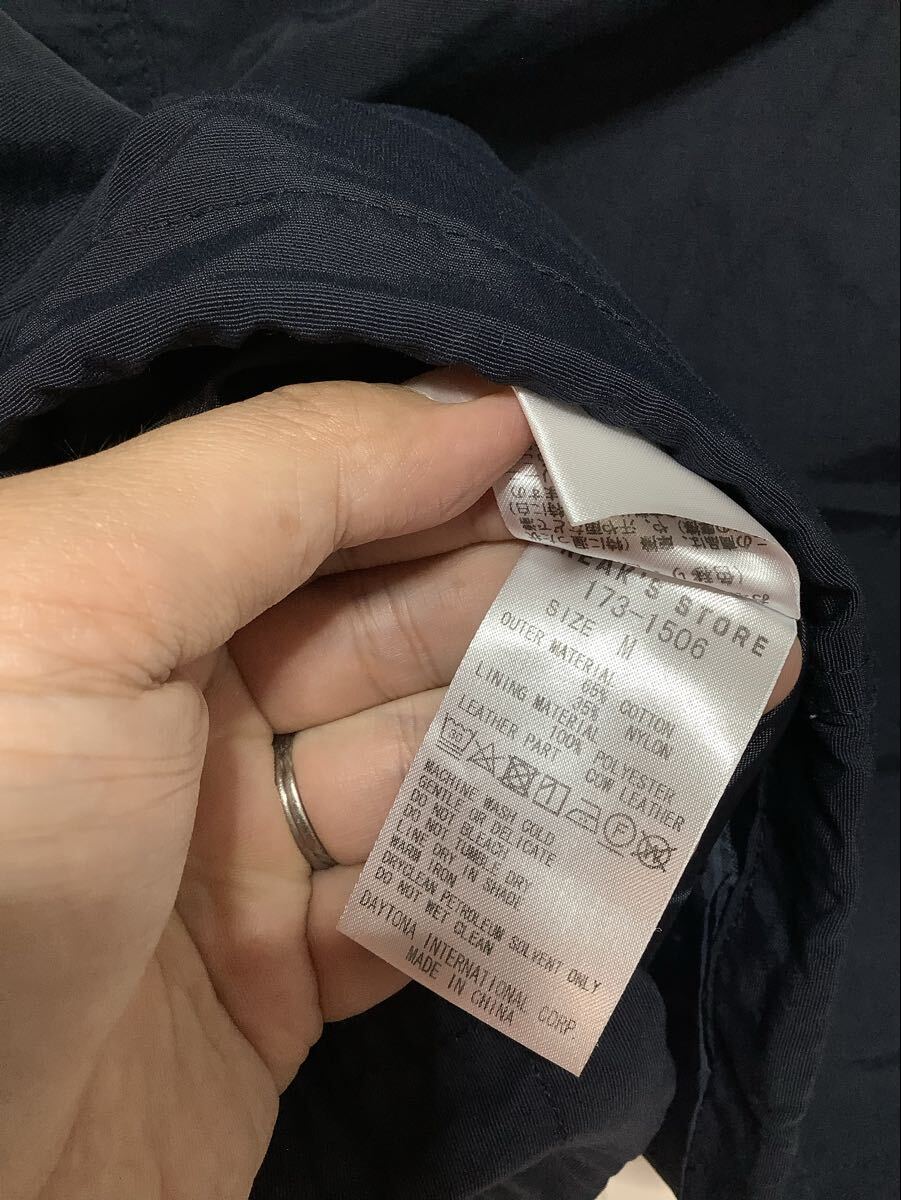 REAK'S STORE
173-1506
SIZE M
OUTER MATERIAL
65% COTTON
35% NYLON
LINING MATERIAL
100% POLYESTER
LEATHER PART COW LEATHER
MACHINE WASH COLD
GENTLE OR DELICATE
DO NOT BLEACH
DO NOT TUMBLE DRY
LINE DRY IN SHADE
WARM IRON
DRYCLEAN PETROLEUM SOLVENT ONLY
DO NOT WET CLEAN
DAYTONA INTERNATIONAL CORP.
MADE IN CHINA